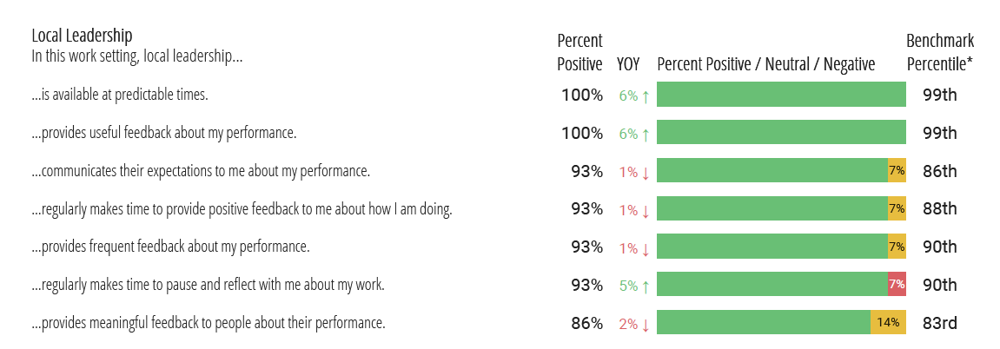 Local Leadership
In this work setting, local leadership...
Percent Positive YOY Percent Positive / Neutral / Negative Benchmark Percentile*
...is available at predictable times. 100% 6% ↑ 99th
...provides useful feedback about my performance. 100% 6% ↑ 99th
...communicates their expectations to me about my performance. 93% 1% ↓ 7% 86th
...regularly makes time to provide positive feedback to me about how I am doing. 93% 1% ↓ 7% 88th
...provides frequent feedback about my performance. 93% 1% ↓ 7% 90th
...regularly makes time to pause and reflect with me about my work. 93% 5% ↑ 7% 90th
...provides meaningful feedback to people about their performance. 86% 2% ↓ 14% 83rd